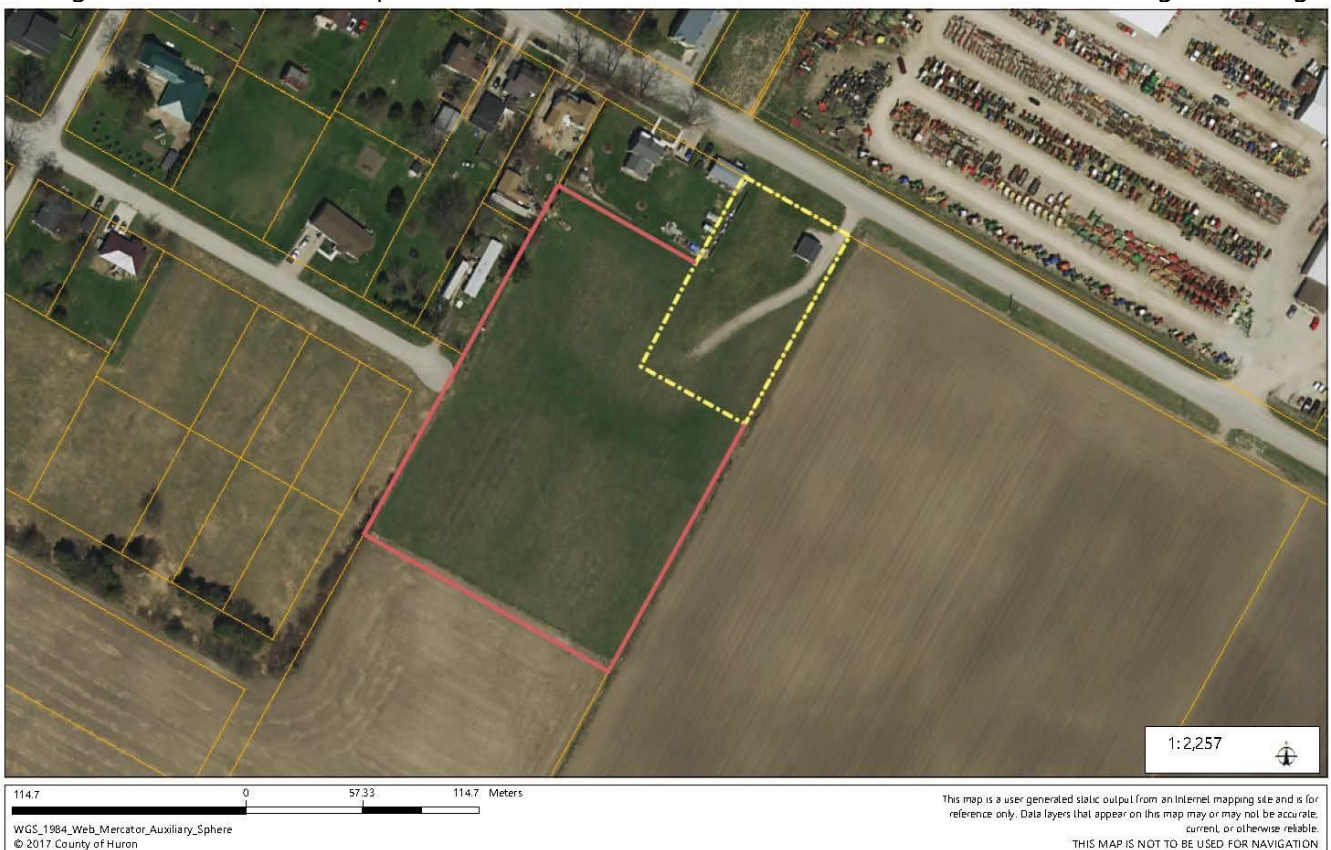 1:2,257
114.7
0
57.33
114.7 Meters
WGS_1984_Web_Mercator_Auxiliary_Sphere
© 2017 County of Huron
This map is a user generated static output from an Internet mapping site and is for
reference only. Data layers that appear on this map may or may not be accurate,
current, or otherwise reliable.
THIS MAP IS NOT TO BE USED FOR NAVIGATION